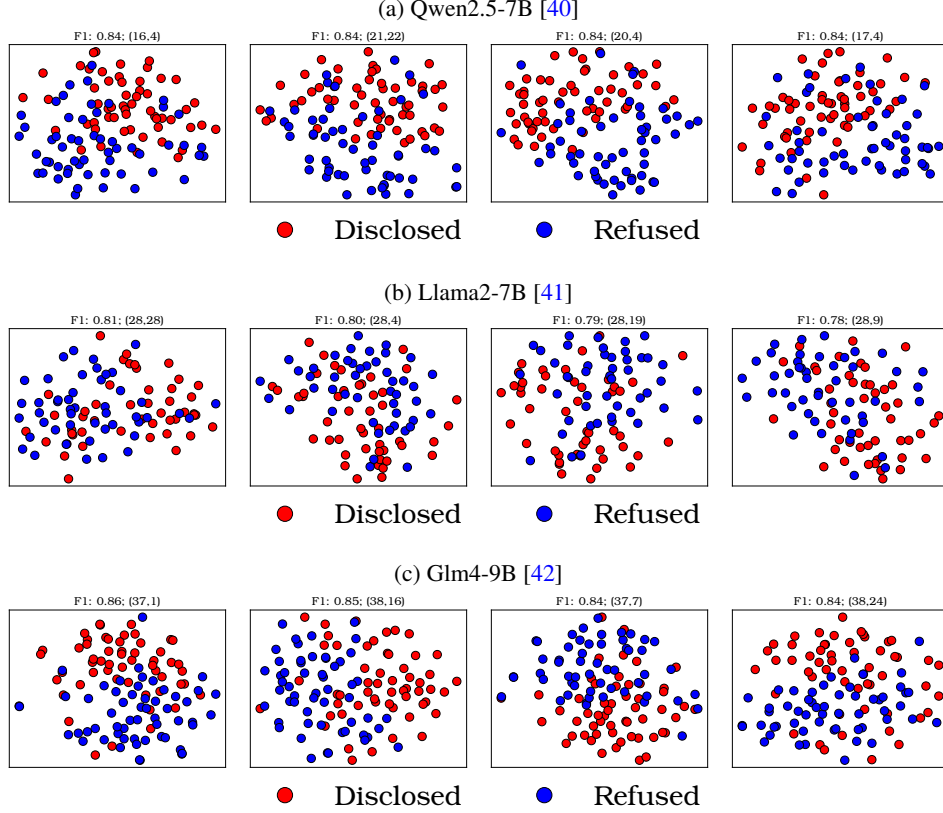 (a) Qwen2.5-7B [40]
F1: 0.84; (16,4)
F1: 0.84; (21,22)
F1: 0.84; (20,4)
F1: 0.84; (17,4)
Disclosed
Refused
(b) Llama2-7B [41]
F1: 0.81; (28,28)
F1: 0.80; (28,4)
F1: 0.79; (28,19)
F1: 0.78; (28,9)
Disclosed
Refused
(c) Glm4-9B [42]
F1: 0.86; (37,1)
F1: 0.85; (38,16)
F1: 0.84; (37,7)
F1: 0.84; (38,24)
Disclosed
Refused